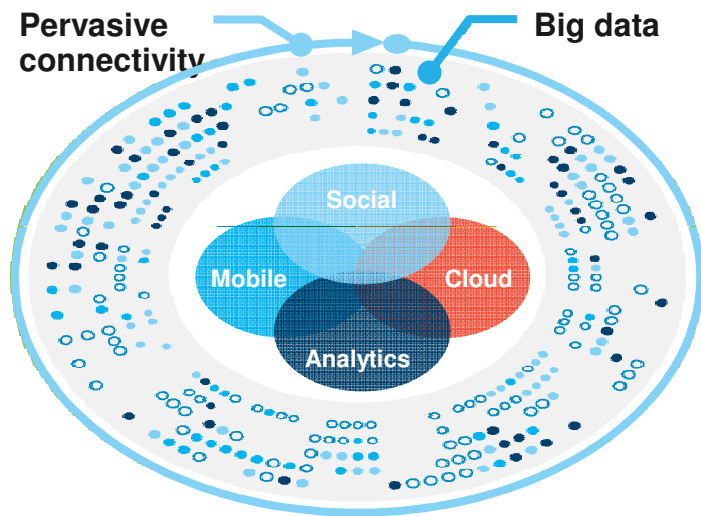 Pervasive
connectivity
Big data
Social
Mobile
Cloud
Analytics